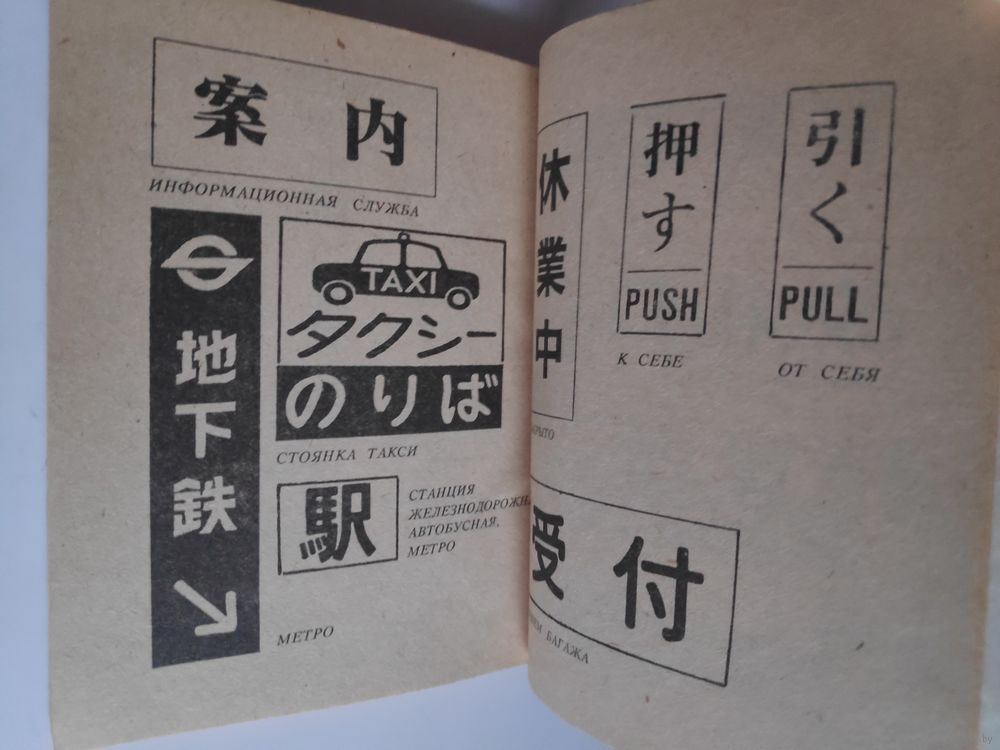 案内
ИНФОРМАЦИОННАЯ СЛУЖБА
地下鉄
МЕТРО
TAXI
タクシー
のりば
СТОЯНКА ТАКСИ
駅
СТАНЦИЯ
ЖЕЛЕЗНОДОРОЖН
АВТОБУСНАЯ,
МЕТРО
休業中
押す
PUSH
К СЕБЕ
引く
PULL
ОТ СЕБЯ
受付
БАГАЖА